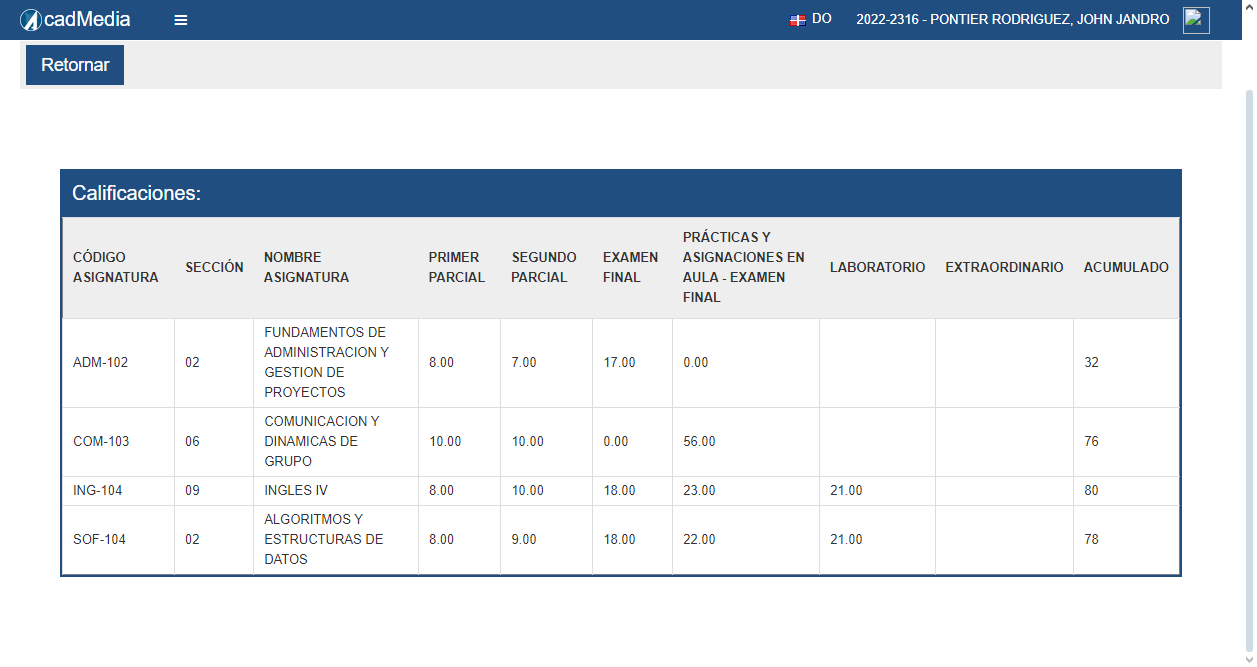 cadMedia
DO
2022-2316 - PONTIER RODRIGUEZ, JOHN JANDRO
Retornar
Calificaciones:
CÓDIGO ASIGNATURA SECCIÓN NOMBRE ASIGNATURA PRIMER PARCIAL SEGUNDO PARCIAL EXAMEN FINAL PRÁCTICAS Y ASIGNACIONES EN AULA - EXAMEN FINAL LABORATORIO EXTRAORDINARIO ACUMULADO
ADM-102 02 FUNDAMENTOS DE ADMINISTRACION Y GESTION DE PROYECTOS 8.00 7.00 17.00 0.00 32
COM-103 06 COMUNICACION Y DINAMICAS DE GRUPO 10.00 10.00 0.00 56.00 76
ING-104 09 INGLES IV 8.00 10.00 18.00 23.00 21.00 80
SOF-104 02 ALGORITMOS Y ESTRUCTURAS DE DATOS 8.00 9.00 18.00 22.00 21.00 78